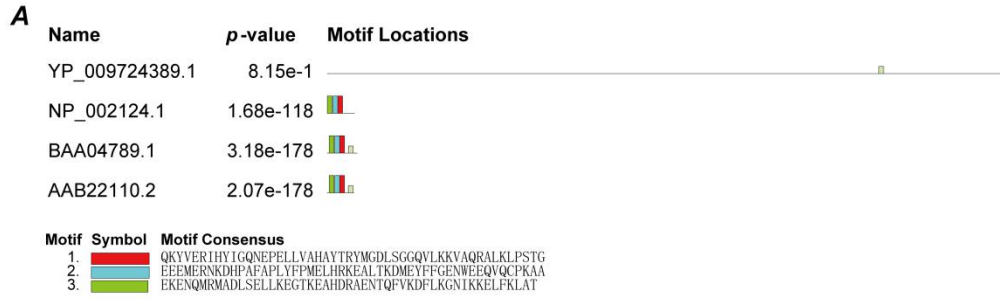 A
Name p-value Motif Locations
YP_009724389.1 8.15e-1
NP_002124.1 1.68e-118
BAA04789.1 3.18e-178
AAB22110.2 2.07e-178
Motif Symbol Motif Consensus
1. QKYVERIHYIGQNEPELLVAHAYTRYMGDLSGGQVLKKVAQRALKLPSTG
2. EEEMERNKDHPAFAPLYFPMELHRKEALTKDMEYFFGENWEEQVQCPKAA
3. EKENQMRMADLSELLKEGTKEAHDRAENTQFVKDFLKGNIKKELFKLAT